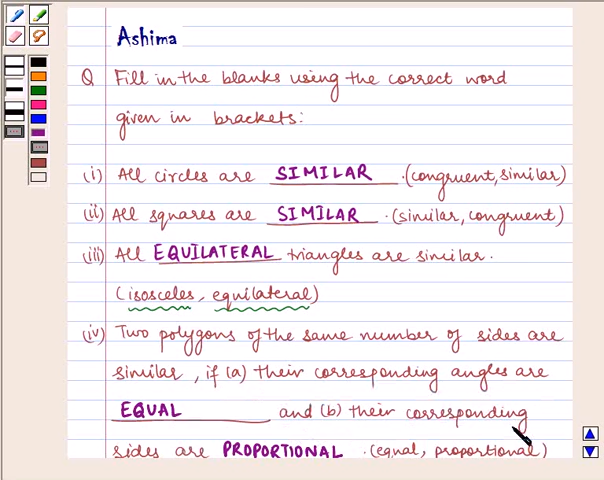 Ashima
Q Fill in the blanks using the correct word
given in brackets:
(i) All circles are SIMILAR . (congruent, similar)
(ii) All squares are SIMILAR . (similar, congruent)
(iii) All EQUILATERAL triangles are similar.
(isosceles, equilateral)
(iv) Two polygons of the same number of sides are
similar, if (a) their corresponding angles are
EQUAL and (b) their corresponding
sides are PROPORTIONAL . (equal, proportional)